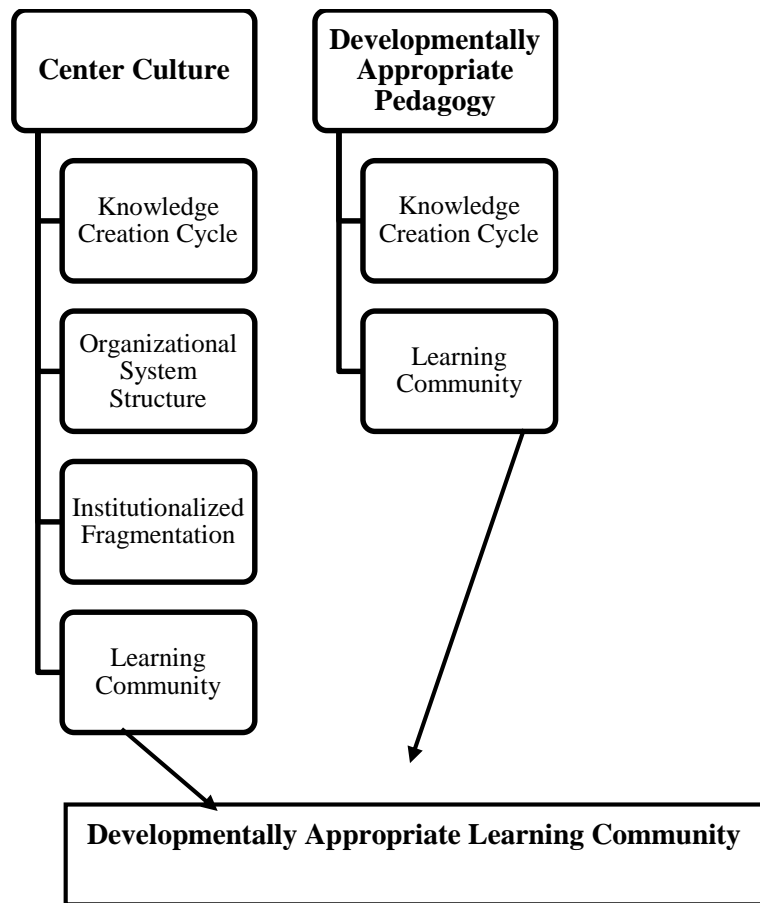 Center Culture
Knowledge
Creation Cycle
Organizational
System
Structure
Institutionalized
Fragmentation
Learning
Community
Developmentally
Appropriate
Pedagogy
Knowledge
Creation Cycle
Learning
Community
Developmentally Appropriate Learning Community